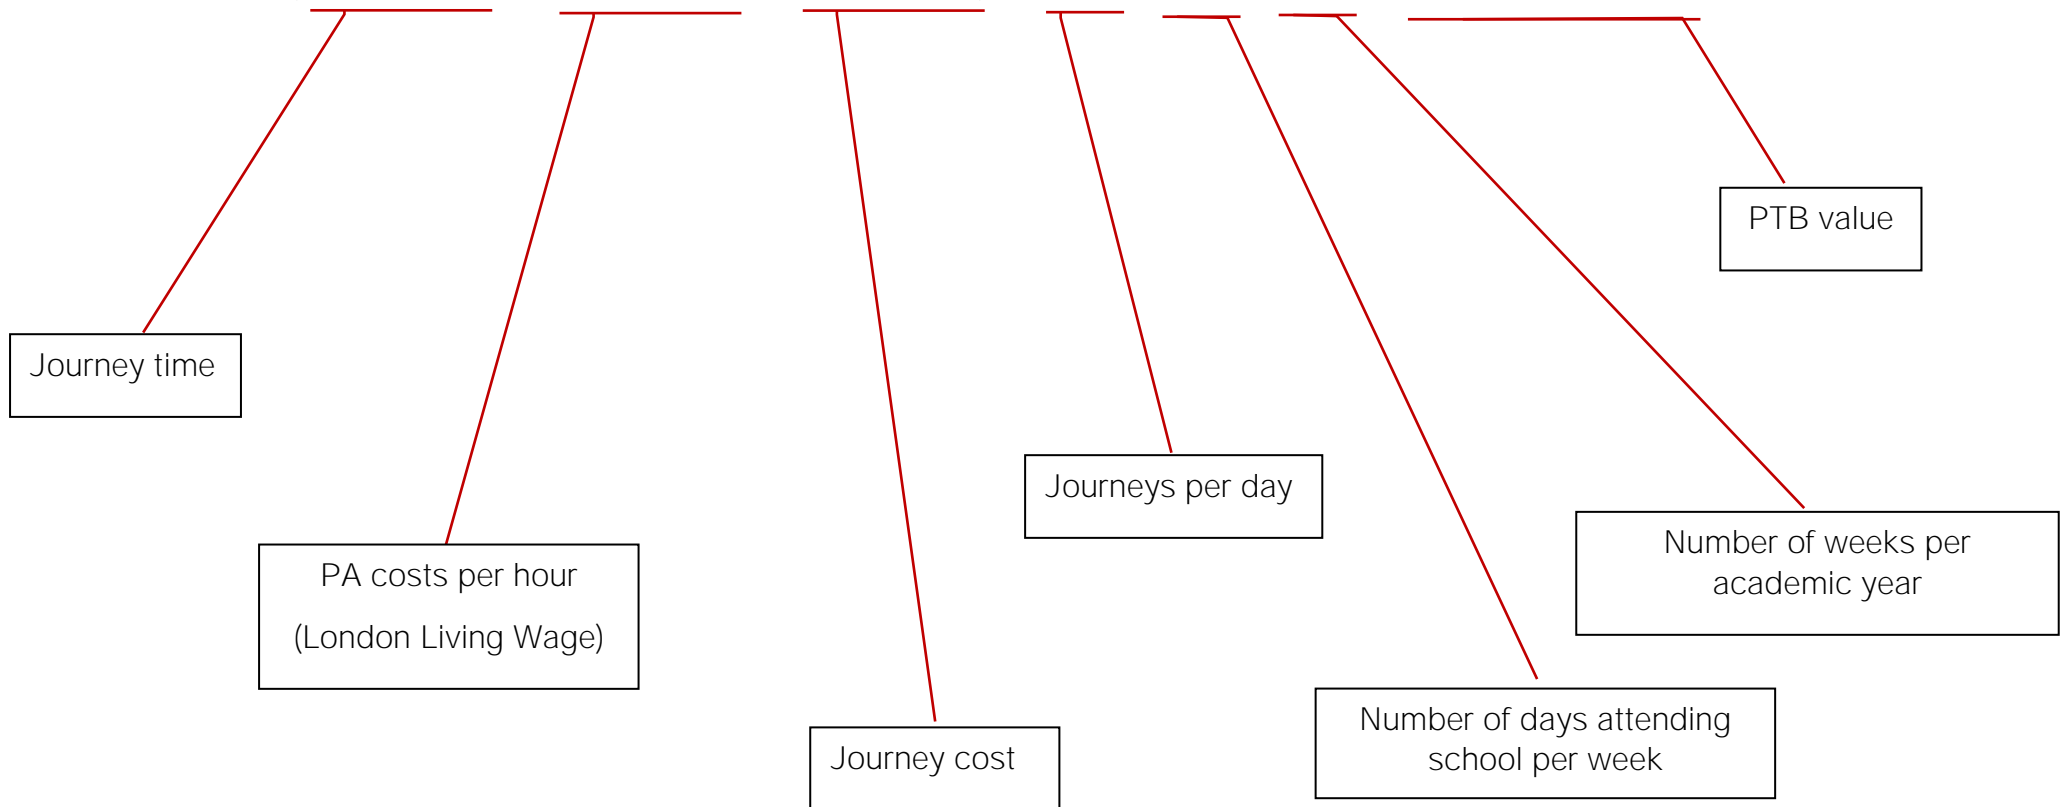 PTB value
Journey time
Journeys per day
Number of weeks per
academic year
PA costs per hour
(London Living Wage)
Number of days attending
school per week
Journey cost